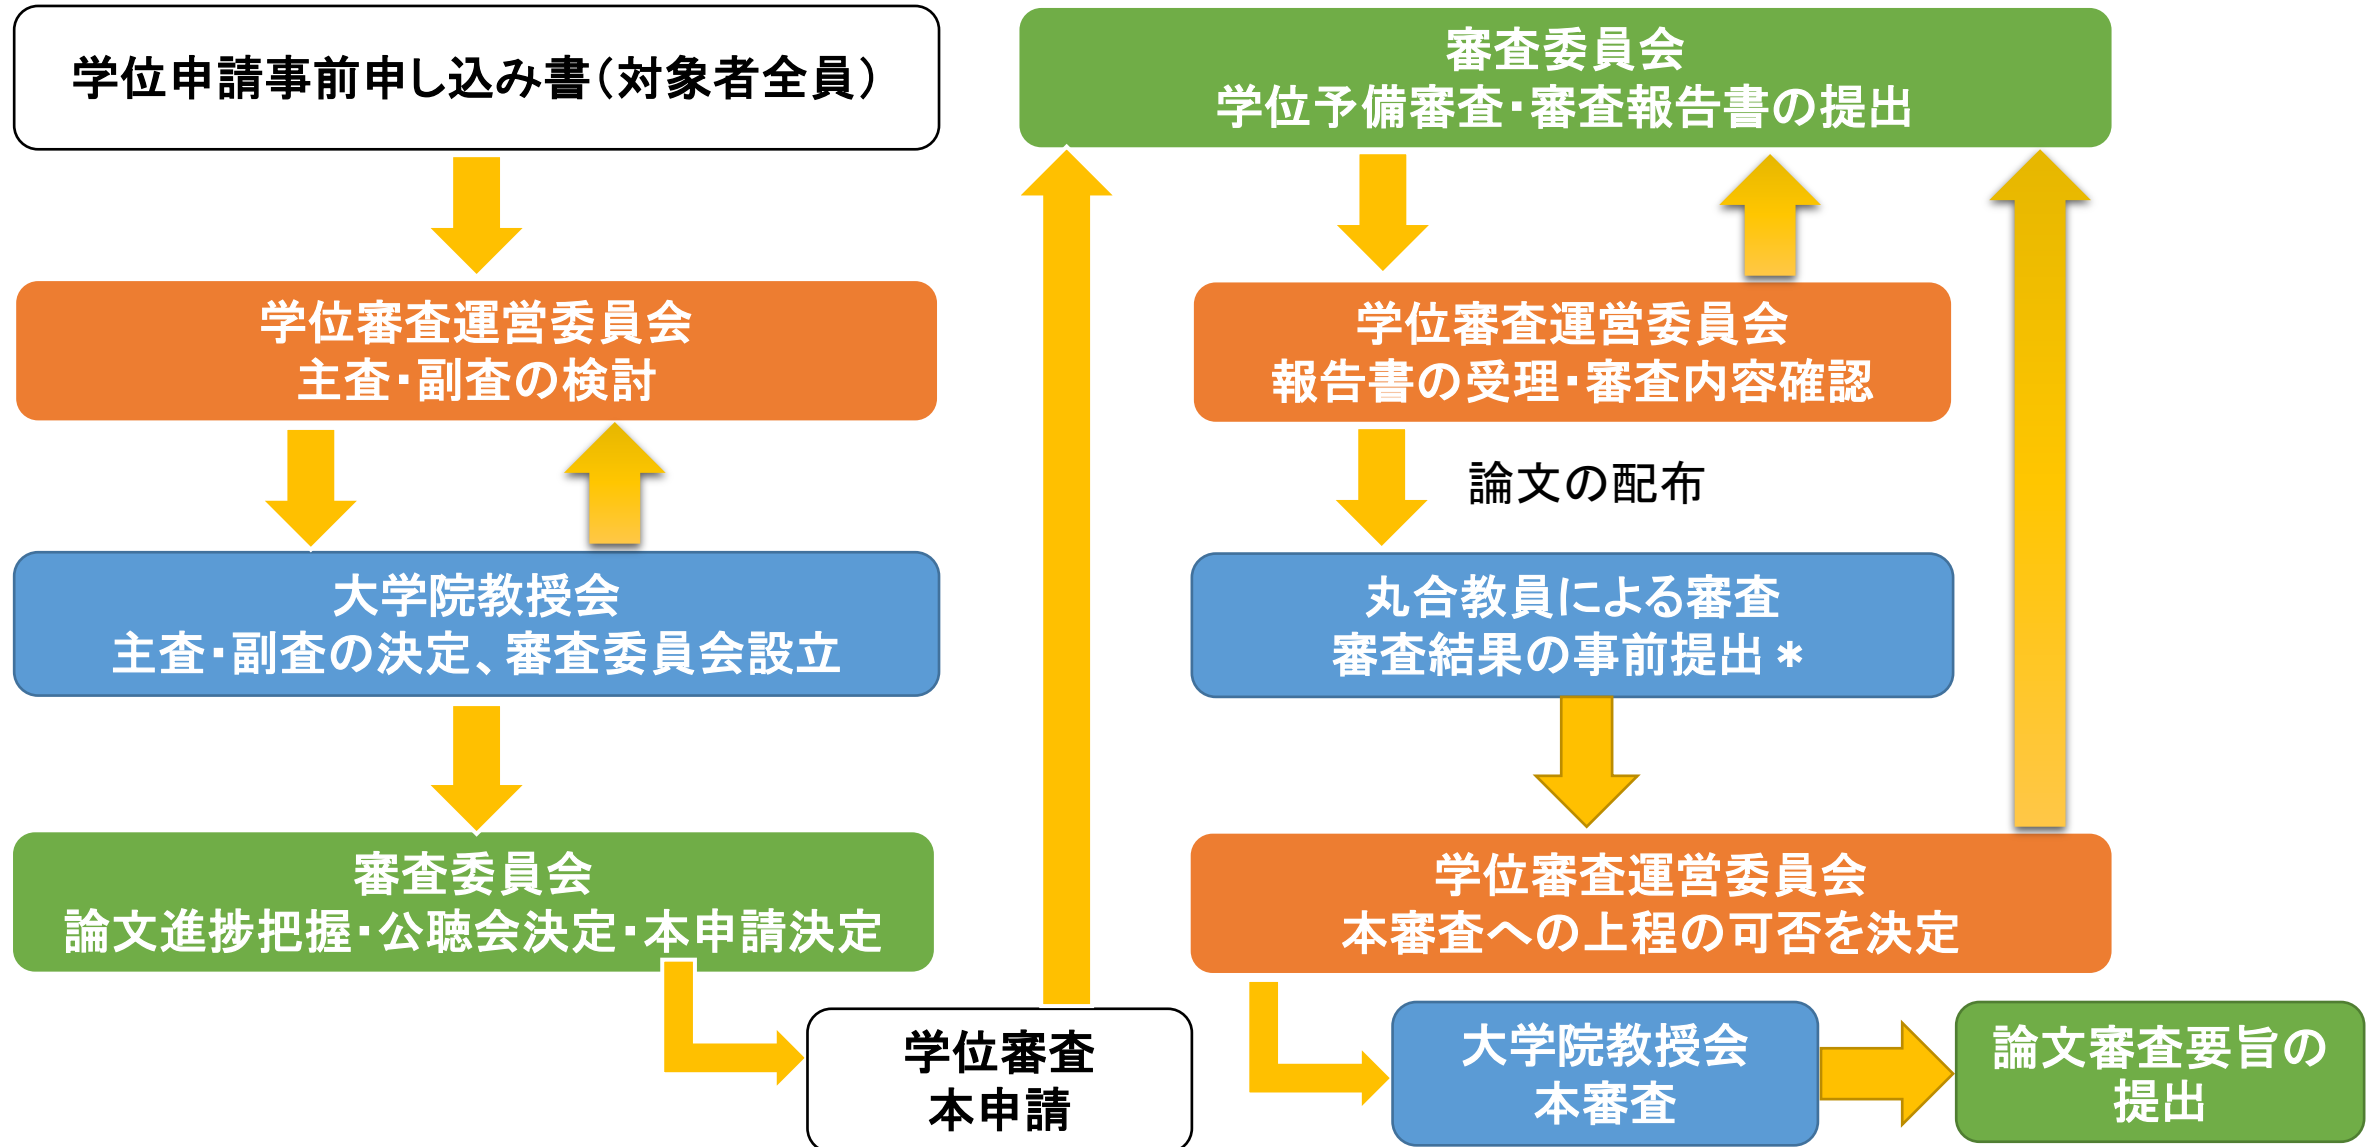 学位申請事前申し込み書（対象者全員）
学位審査運営委員会
主査・副査の検討
大学院教授会
主査・副査の決定、審査委員会設立
審査委員会
論文進捗把握・公聴会決定・本申請決定
学位審査
本申請
審査委員会
学位予備審査・審査報告書の提出
学位審査運営委員会
報告書の受理・審査内容確認
論文の配布
丸合教員による審査
審査結果の事前提出＊
学位審査運営委員会
本審査への上程の可否を決定
大学院教授会
本審査
論文審査要旨の
提出